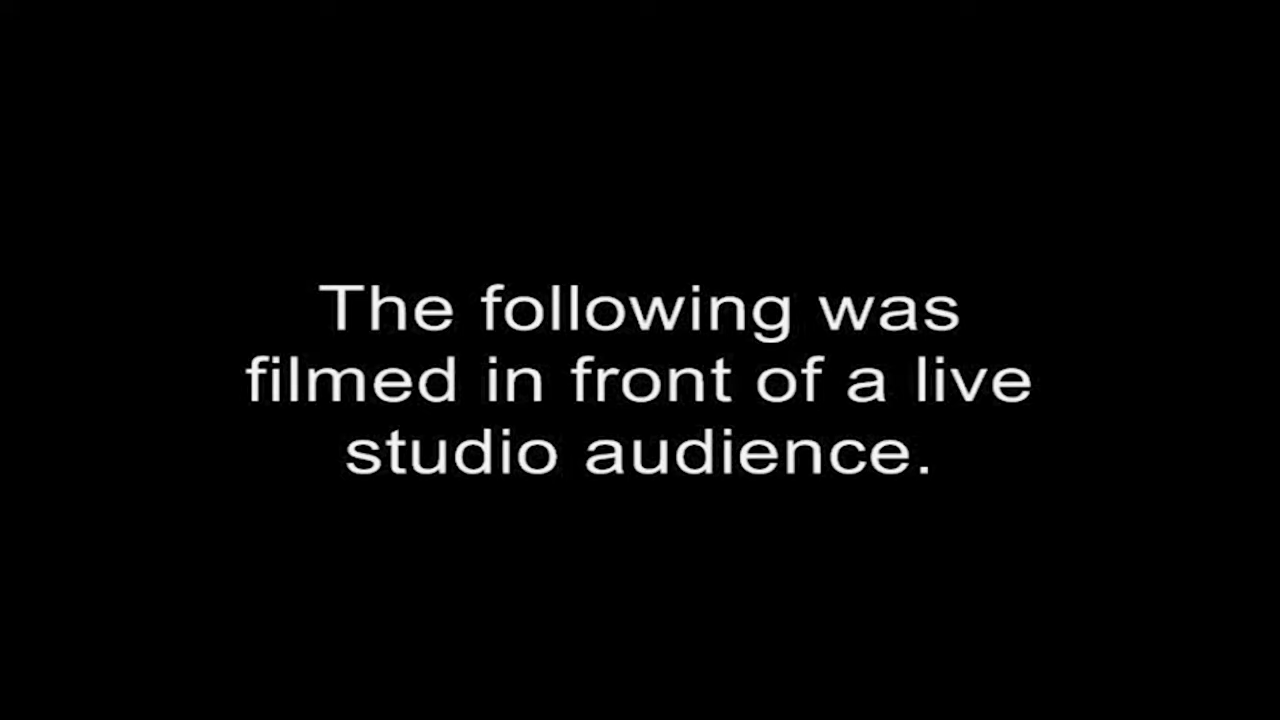 The following was
filmed in front of a live
studio audience.